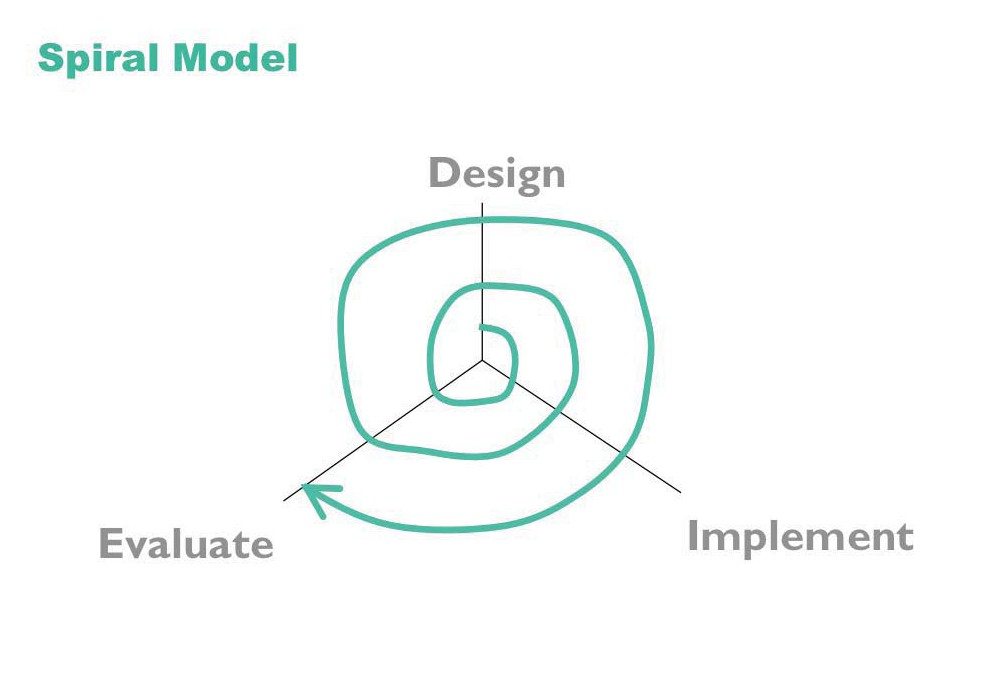 Spiral Model
Design
Evaluate
Implement